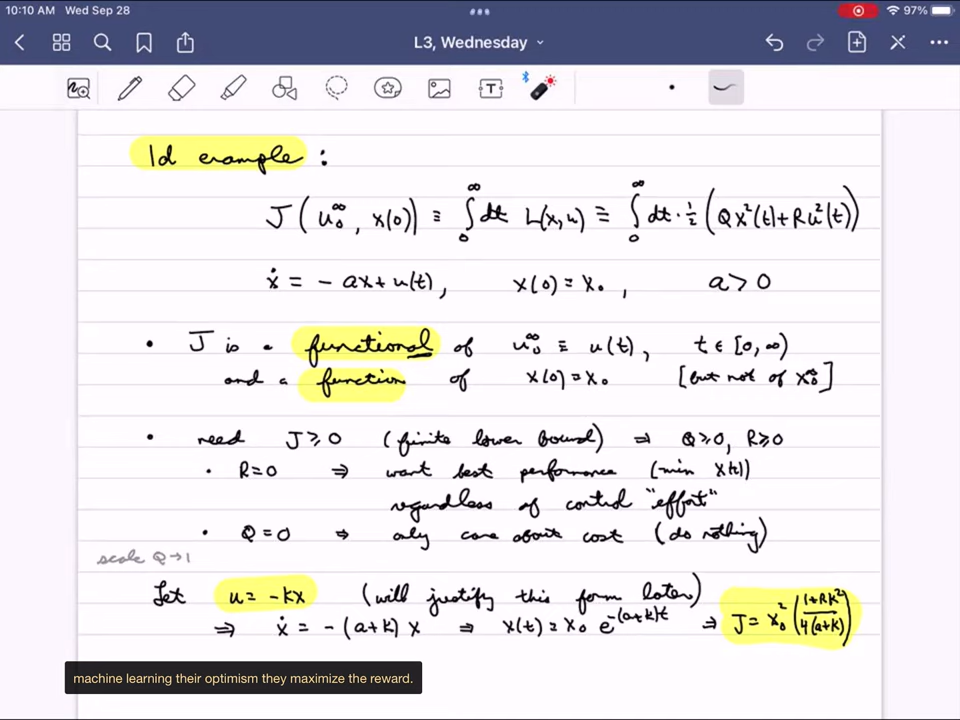 10:10 AM Wed Sep 28
97%
L3, Wednesday
1d example :
J(u₀^∞, x(0)) ≡ ∫₀^∞ dt L(x,u) ≡ ∫₀^∞ dt · ½ (Qx²(t) + Ru²(t))
ẋ = -ax + u(t), x(0) = x₀, a > 0
• J is a functional of u₀^∞ ≡ u(t), t ∈ [0, ∞)
and a function of x(0) = x₀ [but not of x₀^∞]
• need J ≥ 0 (finite lower bound) ⇒ Q ≥ 0, R ≥ 0
• R = 0 ⇒ want best performance (min x(t))
regardless of control "effort"
• Q = 0 ⇒ only care about cost (do nothing)
scale Q → 1
Let u = -kx (will justify this form later)
⇒ ẋ = -(a+k) x ⇒ x(t) = x₀ e^-(a+k)t ⇒ J = x₀² (1+Rk² / 4(a+k))
machine learning their optimism they maximize the reward.